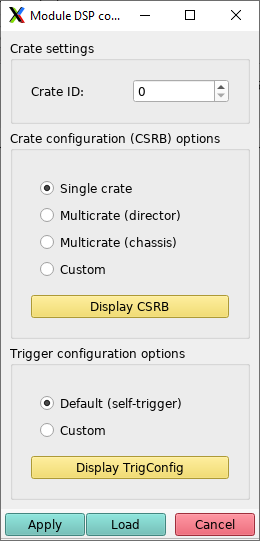 Module DSP co...
Crate settings
Crate ID: 0
Crate configuration (CSRB) options
Single crate
Multicrate (director)
Multicrate (chassis)
Custom
Display CSRB
Trigger configuration options
Default (self-trigger)
Custom
Display TrigConfig
Apply Load Cancel